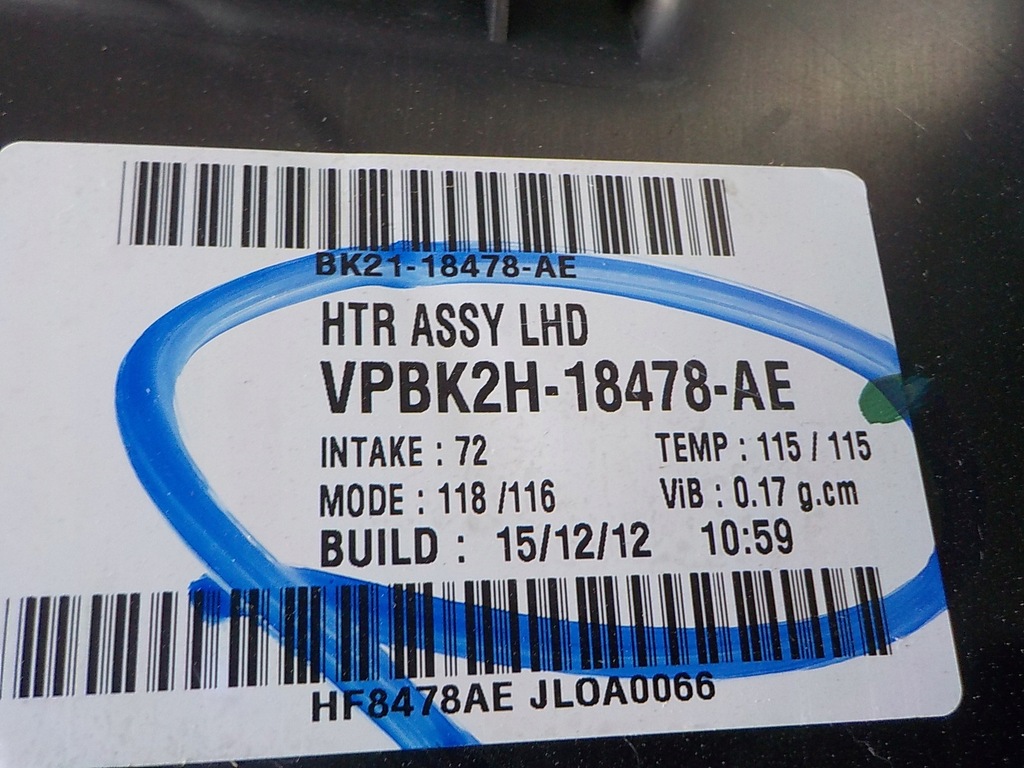 BK21-18478-AE
HTR ASSY LHD
VPBK2H-18478-AE
INTAKE : 72 TEMP : 115 / 115
MODE : 118 /116 ViB : 0.17 g.cm
BUILD : 15/12/12 10:59
HF8478AE JLOA0066